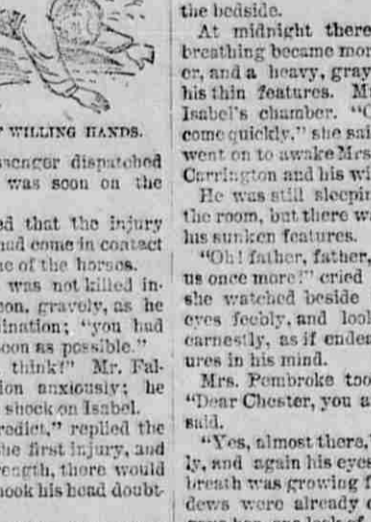 WILLING HANDS.
dispatched
was soon on the
ed that the injury
had come in contact
e of the horses.
was not killed in-
eon, gravely, as he
ination; "you had
soon as possible."
think?" Mr. Fal-
ion anxiously; he
shock on Isabel.
redict," replied the
he first injury, and
rength, there would
hook his head doubt-
the bedside.
At midnight there
breathing became mor
er, and a heavy, gray
his thin features. Mr
Isabel's chamber. "O
come quickly," she sai
went on to awake Mrs
Carrington and his wi
He was still sleepin
the room, but there wa
his sunken features.
"Oh! father, father,
us once more!" cried
she watched beside
eyes feebly, and look
earnestly, as if endea
ures in his mind.
Mrs. Pembroke too
"Dear Chester, you a
said.
"Yes, almost there,"
ly, and again his eyes
breath was growing f
dews were already